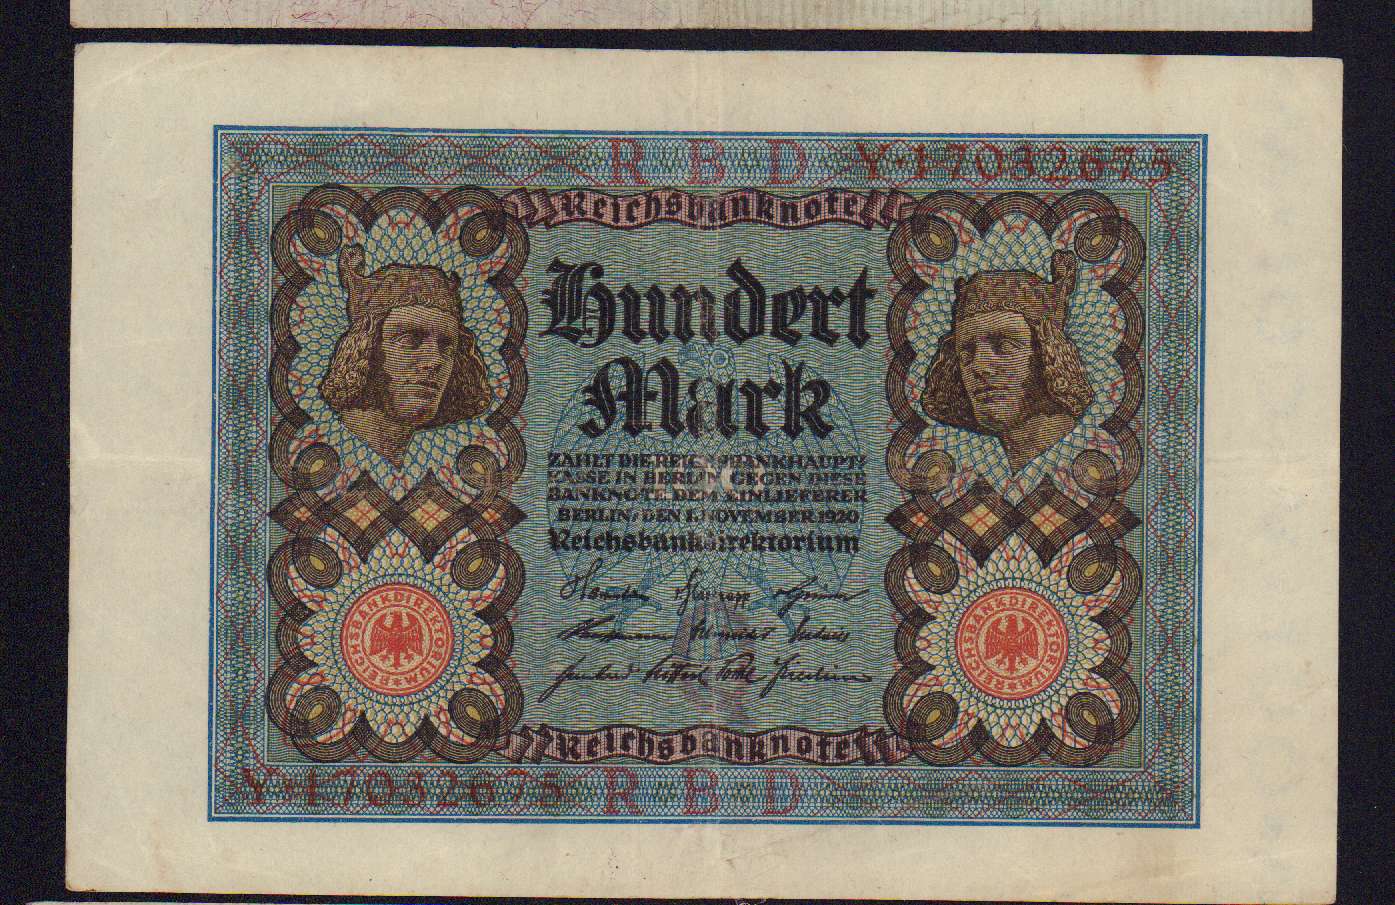 R B D Y·17032675
Reichsbanknote
Hundert
Mark
ZAHLT DIE REICHSBANKHAUPT/
KASSE IN BERLIN GEGEN DIESE
BANKNOTE DEM EINLIEFERER
BERLIN, DEN 1. NOVEMBER 1920
Reichsbankdirektorium
REICHSBANKDIREKTORIUM
REICHSBANKDIREKTORIUM
Reichsbanknote
Y·17032675 R B D